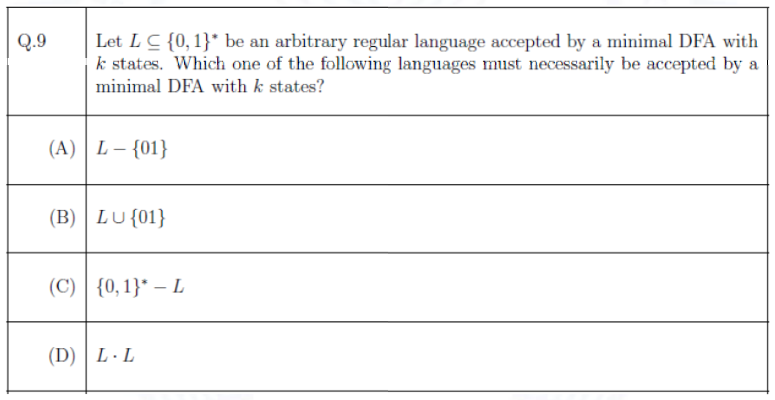 Q.9 Let L ⊆ {0, 1}* be an arbitrary regular language accepted by a minimal DFA with
k states. Which one of the following languages must necessarily be accepted by a
minimal DFA with k states?
(A) L − {01}
(B) L ∪ {01}
(C) {0, 1}* − L
(D) L · L